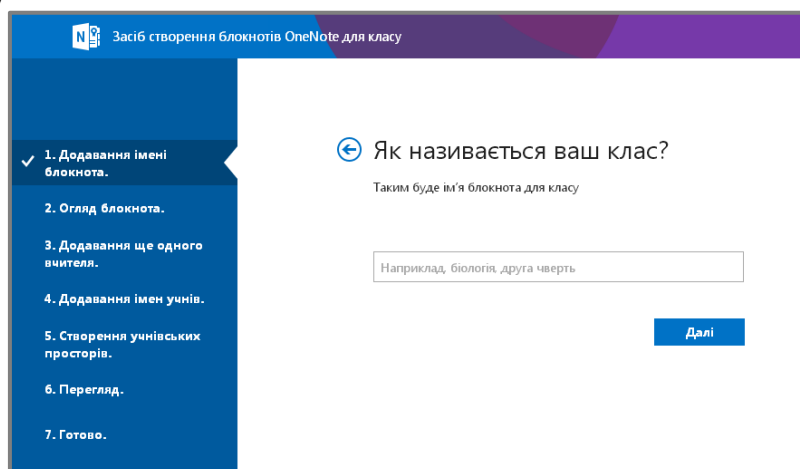 Засіб створення блокнотів OneNote для класу
1. Додавання імені
блокнота.
2. Огляд блокнота.
3. Додавання ще одного
вчителя.
4. Додавання імен учнів.
5. Створення учнівських
просторів.
6. Перегляд.
7. Готово.
Як називається ваш клас?
Таким буде ім'я блокнота для класу
Наприклад, біологія, друга чверть
Далі